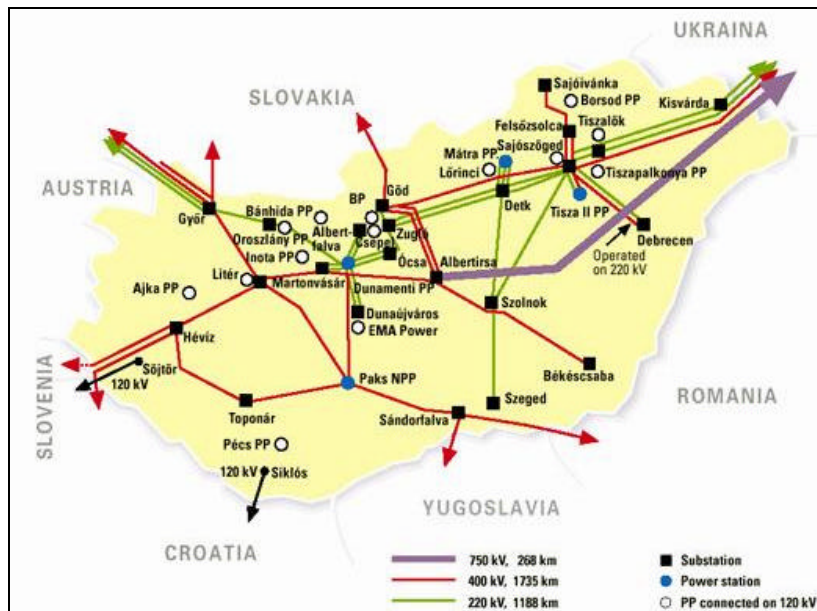 UKRAINE
SLOVAKIA
AUSTRIA
SLOVENIA
CROATIA
YUGOSLAVIA
ROMANIA
Sajóivánka
Borsod PP
Kisvárda
Felsőzsolca
Tiszalök
Sajószöged
Mátra PP
Lőrinci
Tiszapalkonya PP
Detk
Tisza II PP
Debrecen
Operated
on 220 kV
Göd
BP
Győr
Bánhida PP
Albert-
falva
Zugló
Csepel
Oroszlány PP
Inota PP
Ócsa
Albertirsa
Litér
Martonvásár
Dunamenti PP
Ajka PP
Szolnok
Dunaújváros
EMA Power
Hévíz
Söjtör
120 kV
Békéscsaba
Paks NPP
Toponár
Szeged
Sándorfalva
Pécs PP
120 kV
Siklós
750 kV, 268 km
400 kV, 1735 km
220 kV, 1188 km
Substation
Power station
PP connected on 120 kV